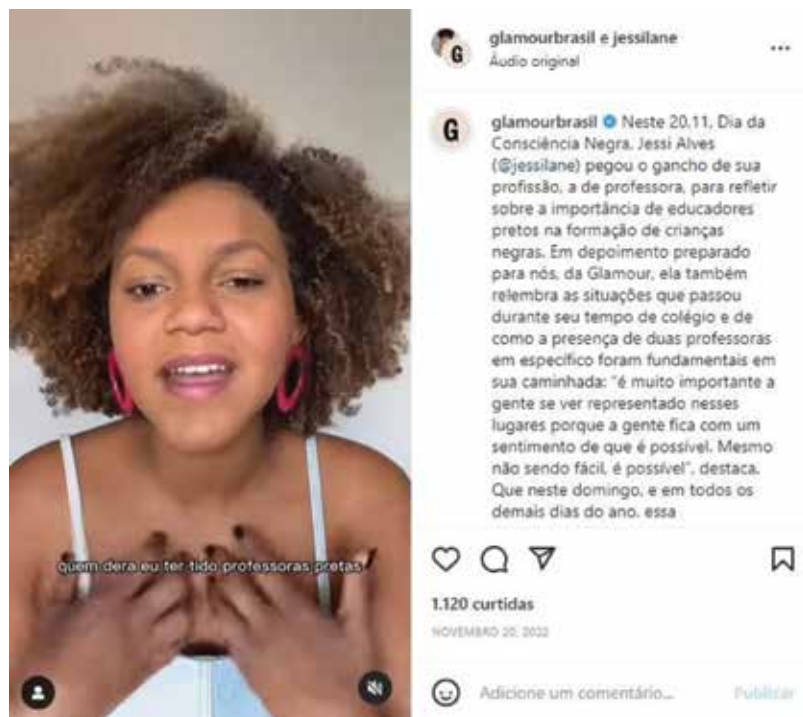 glamourbrasil e jessilane
Áudio original
G
G
glamourbrasil Neste 20,11, Dia da
Consciência Negra, Jessi Alves
(@jessilane) pegou o gancho de sua
profissão, a de professora, para refletir
sobre a importância de educadores
pretos na formação de crianças
negras. Em depoimento preparado
para nós, da Glamour, ela também
relembra as situações que passou
durante seu tempo de colégio e de
como a presença de duas professoras
em específico foram fundamentais em
sua caminhada: "é muito importante a
gente se ver representado nesses
lugares porque a gente fica com um
sentimento de que é possível. Mesmo
não sendo fácil, é possível", destaca.
Que neste domingo, e em todos os
demais dias do ano, essa
quem dera eu ter tido professoras pretas
1.120 curtidas
NOVEMBRO 20, 2022
Adicione um comentário...
Publicar